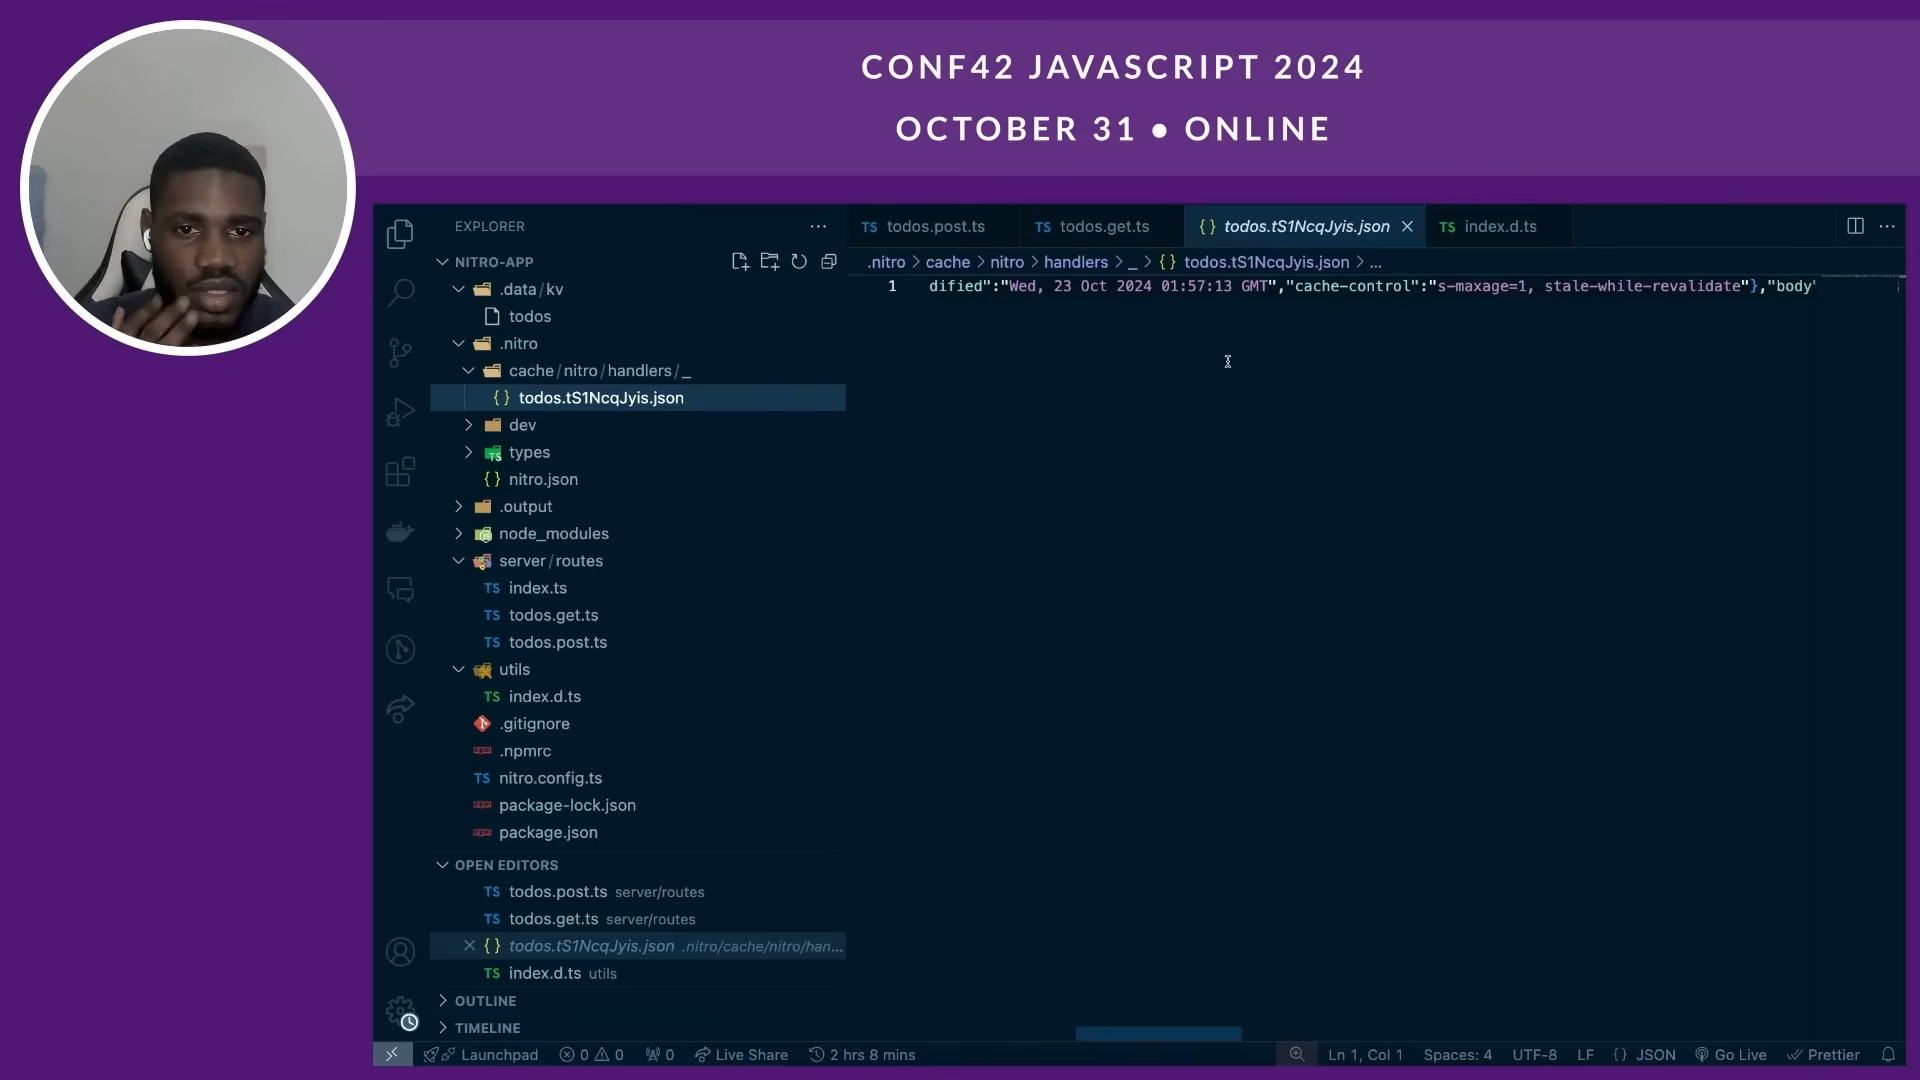 CONF42 JAVASCRIPT 2024
OCTOBER 31 • ONLINE
EXPLORER
NITRO-APP
.data/kv
todos
.nitro
cache/nitro/handlers/_
{} todos.tS1NcqJyis.json
dev
types
{} nitro.json
.output
node_modules
server/routes
TS index.ts
TS todos.get.ts
TS todos.post.ts
utils
TS index.d.ts
.gitignore
.npmrc
TS nitro.config.ts
package-lock.json
package.json
OPEN EDITORS
TS todos.post.ts server/routes
TS todos.get.ts server/routes
{} todos.tS1NcqJyis.json .nitro/cache/nitro/han...
TS index.d.ts utils
OUTLINE
TIMELINE
TS todos.post.ts TS todos.get.ts {} todos.tS1NcqJyis.json TS index.d.ts
.nitro > cache > nitro > handlers > _ > {} todos.tS1NcqJyis.json > ...
1 dified":"Wed, 23 Oct 2024 01:57:13 GMT","cache-control":"s-maxage=1, stale-while-revalidate"},"body"
Launchpad 0 0 0 Live Share 2 hrs 8 mins Ln 1, Col 1 Spaces: 4 UTF-8 LF {} JSON Go Live Prettier